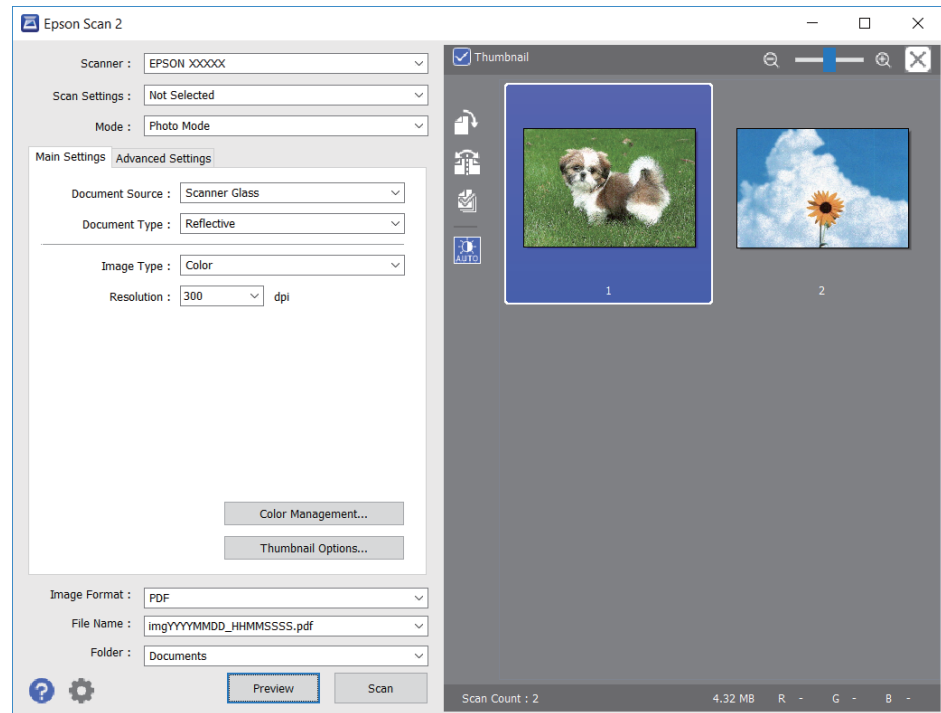 Epson Scan 2
Scanner : EPSON XXXXX
Scan Settings : Not Selected
Mode : Photo Mode
Main Settings Advanced Settings
Document Source : Scanner Glass
Document Type : Reflective
Image Type : Color
Resolution : 300 dpi
Color Management...
Thumbnail Options...
Image Format : PDF
File Name : imgYYYYMMDD_HHMMSSSS.pdf
Folder : Documents
? Preview Scan
Thumbnail
AUTO
1 2
Scan Count : 2 4.32 MB R - G - B -